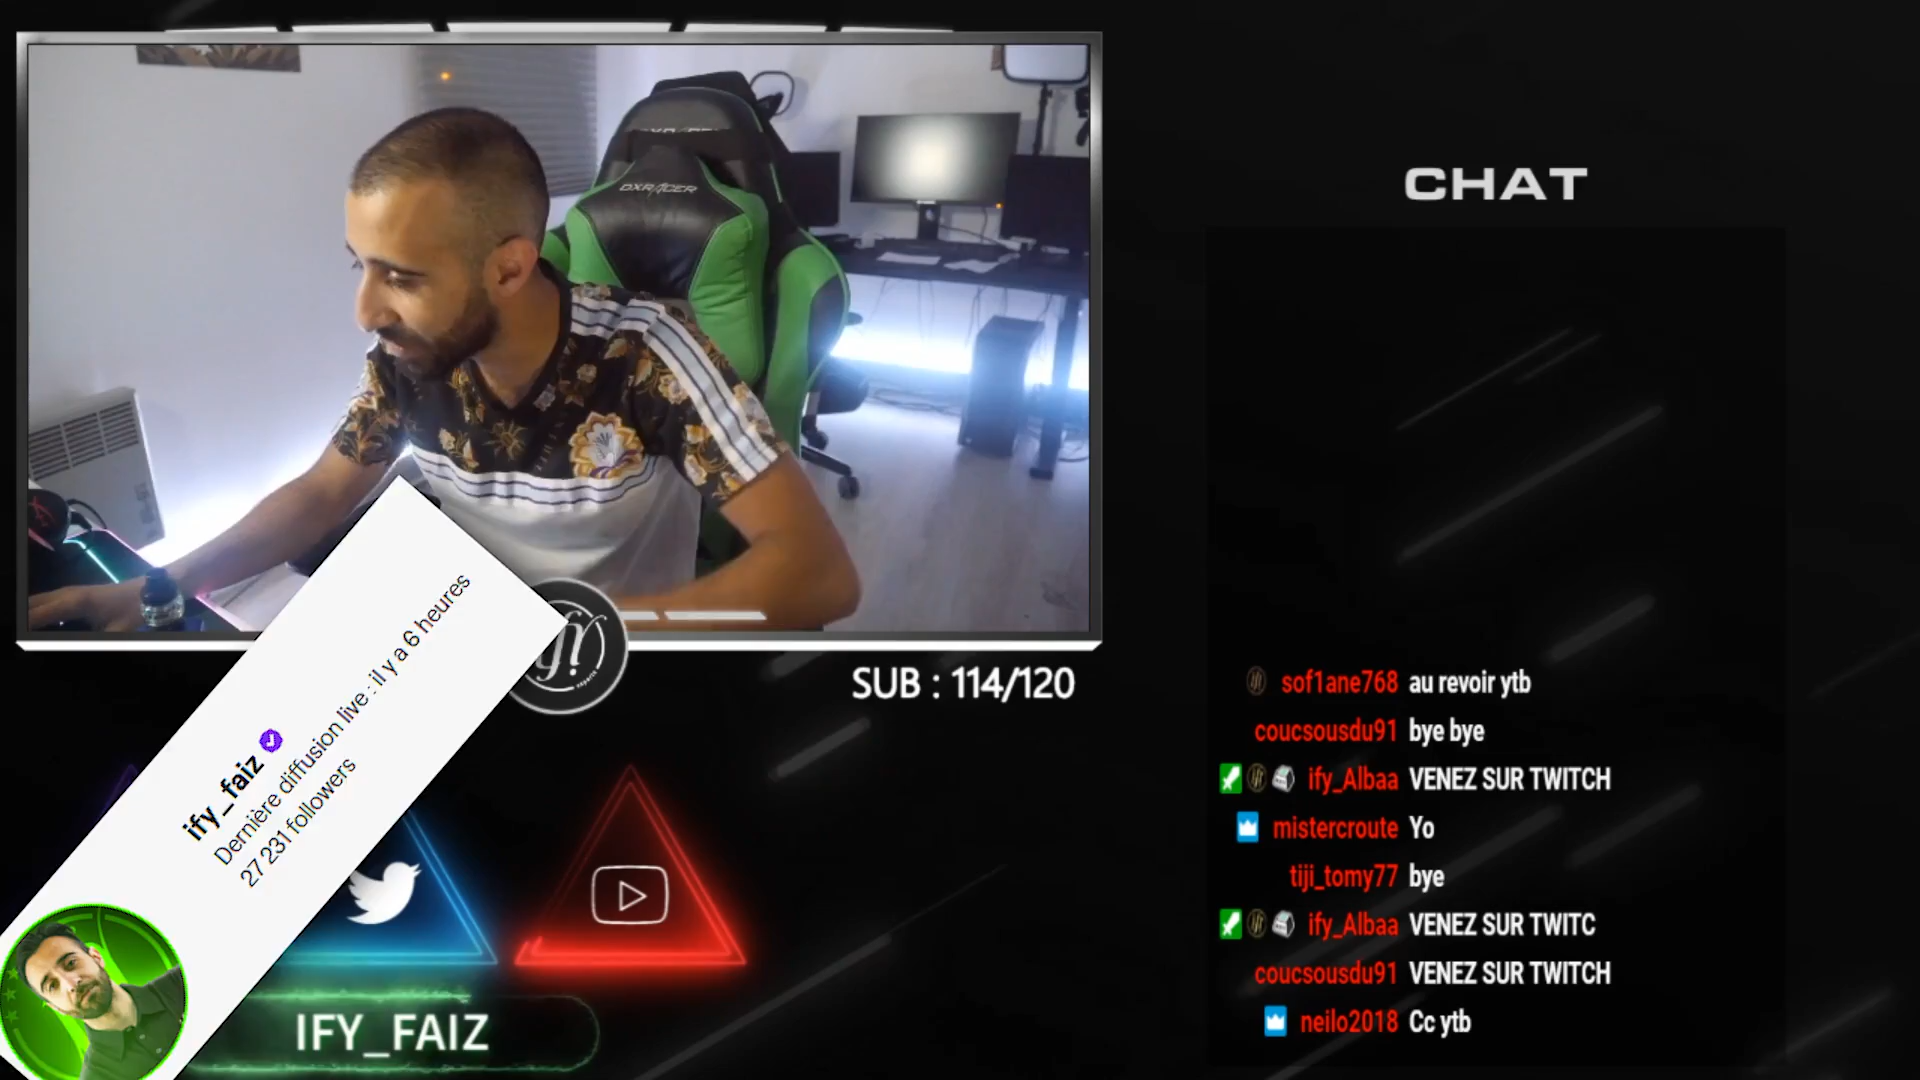 DXRACER
CHAT
SUB : 114/120
ify_faiz
Dernière diffusion live : il y a 6 heures
27 231 followers
IFY_FAIZ
sof1ane768 au revoir ytb
coucsousdu91 bye bye
ify_Albaa VENEZ SUR TWITCH
mistercroute Yo
tiji_tomy77 bye
ify_Albaa VENEZ SUR TWITC
coucsousdu91 VENEZ SUR TWITCH
neilo2018 Cc ytb